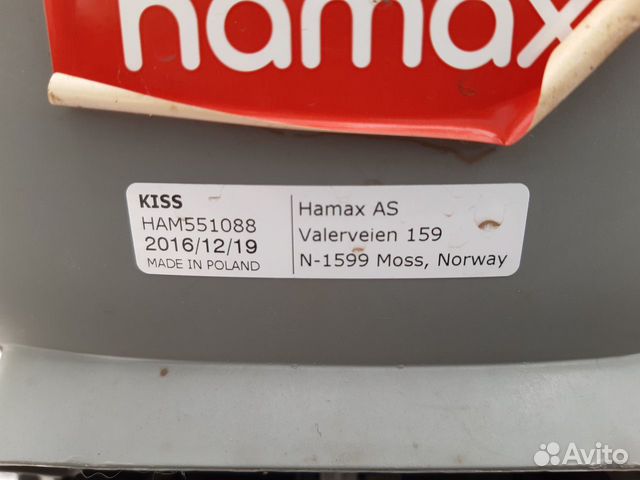 hamax
KISS
HAM551088
2016/12/19
MADE IN POLAND
Hamax AS
Valerveien 159
N-1599 Moss, Norway
Avito